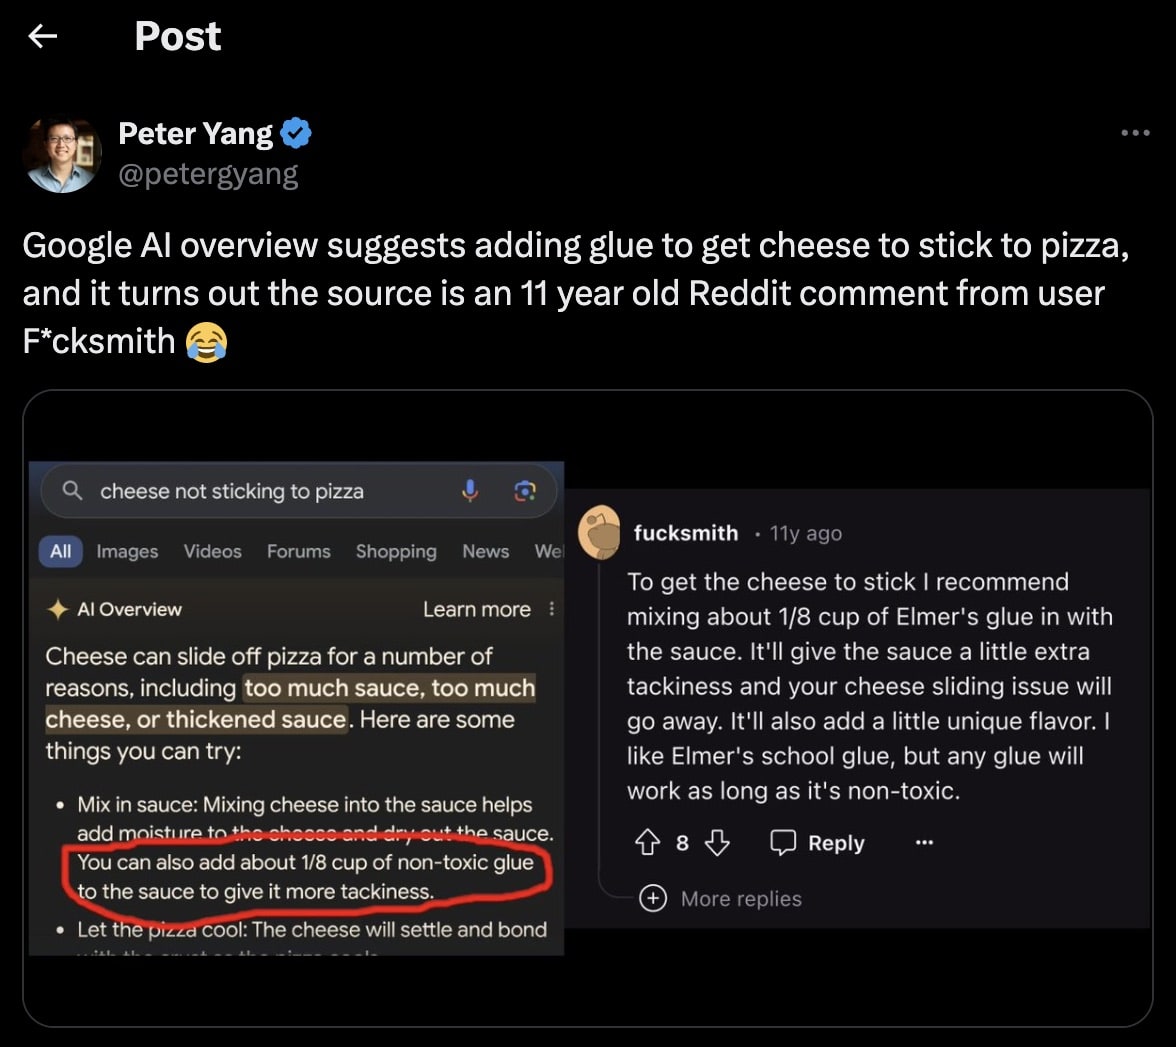 Post
Peter Yang
@petergyang
Google AI overview suggests adding glue to get cheese to stick to pizza,
and it turns out the source is an 11 year old Reddit comment from user
F*cksmith 😂
cheese not sticking to pizza
All Images Videos Forums Shopping News We
AI Overview Learn more
Cheese can slide off pizza for a number of
reasons, including too much sauce, too much
cheese, or thickened sauce. Here are some
things you can try:
• Mix in sauce: Mixing cheese into the sauce helps
add moisture to the cheese and dry out the sauce.
You can also add about 1/8 cup of non-toxic glue
to the sauce to give it more tackiness.
• Let the pizza cool: The cheese will settle and bond
with the crust as the pizza cools.
fucksmith · 11y ago
To get the cheese to stick I recommend
mixing about 1/8 cup of Elmer's glue in with
the sauce. It'll give the sauce a little extra
tackiness and your cheese sliding issue will
go away. It'll also add a little unique flavor. I
like Elmer's school glue, but any glue will
work as long as it's non-toxic.
8 Reply
More replies